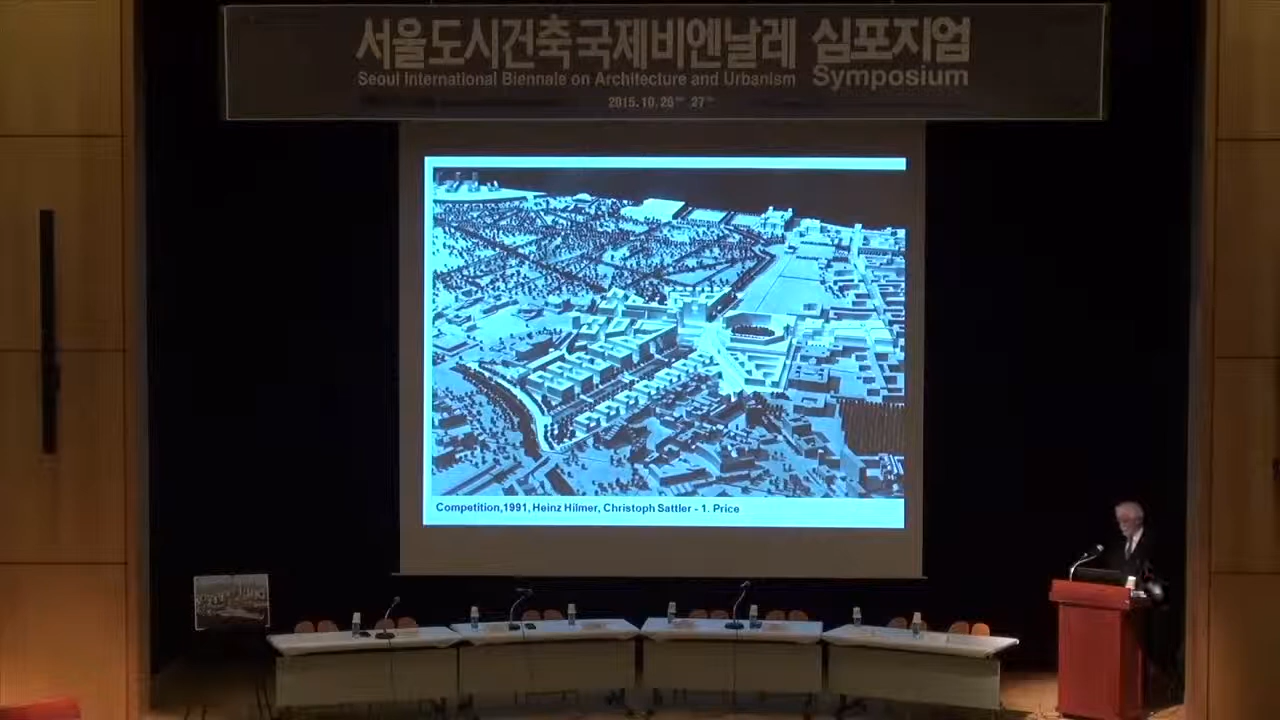 서울도시건축국제비엔날레 심포지엄
Seoul International Biennale on Architecture and Urbanism Symposium
2015.10.26 27
Competition,1991, Heinz Hilmer, Christoph Sattler - 1. Price